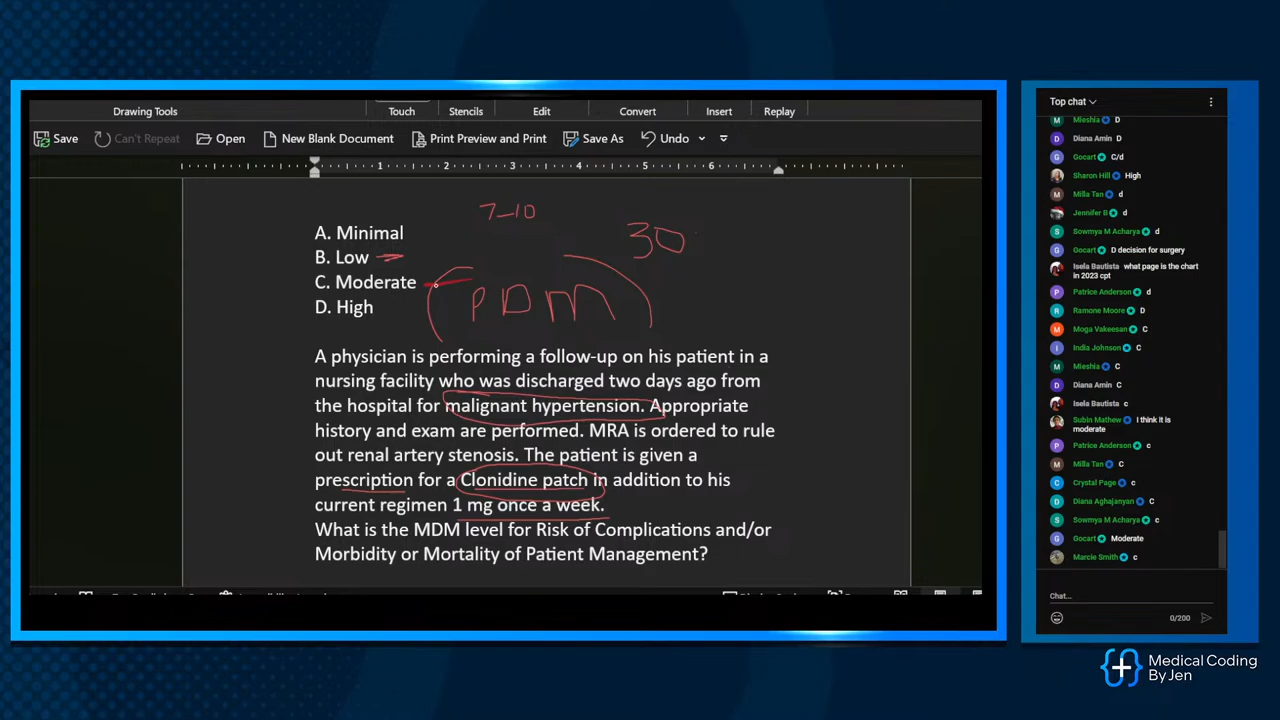 Drawing Tools
Touch
Stencils
Edit
Convert
Insert
Replay
Save
Can't Repeat
Open
New Blank Document
Print Preview and Print
Save As
Undo
1 2 3 4 5 6
7-10
30
PDM
A. Minimal
B. Low
C. Moderate
D. High
A physician is performing a follow-up on his patient in a
nursing facility who was discharged two days ago from
the hospital for malignant hypertension. Appropriate
history and exam are performed. MRA is ordered to rule
out renal artery stenosis. The patient is given a
prescription for a Clonidine patch in addition to his
current regimen 1 mg once a week.
What is the MDM level for Risk of Complications and/or
Morbidity or Mortality of Patient Management?
Top chat
Mieshia D
Diana Amin D
Gocart C/d
Sharon Hill High
Milla Tan d
Jennifer B d
Sowmya M Acharya d
Gocart D decision for surgery
Isela Bautista what page is the chart
in 2023 cpt
Patrice Anderson d
Ramone Moore D
Moga Vakeesan C
India Johnson C
Mieshia C
Diana Amin C
Isela Bautista c
Subin Mathew I think it is
moderate
Patrice Anderson c
Milla Tan C
Crystal Page c
Diana Aghajanyan C
Sowmya M Acharya c
Gocart Moderate
Marcie Smith c
Chat...
0/200
Medical Coding
By Jen